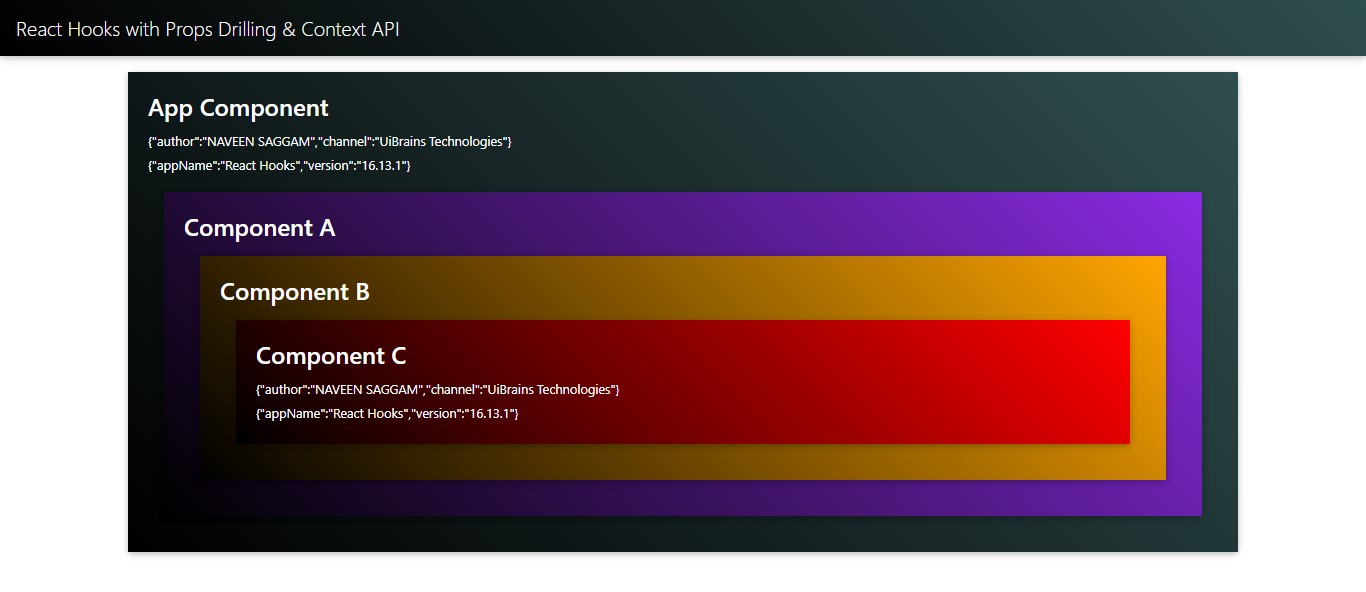 React Hooks with Props Drilling & Context API
App Component
{"author":"NAVEEN SAGGAM","channel":"UiBrains Technologies"}
{"appName":"React Hooks","version":"16.13.1"}
Component A
Component B
Component C
{"author":"NAVEEN SAGGAM","channel":"UiBrains Technologies"}
{"appName":"React Hooks","version":"16.13.1"}